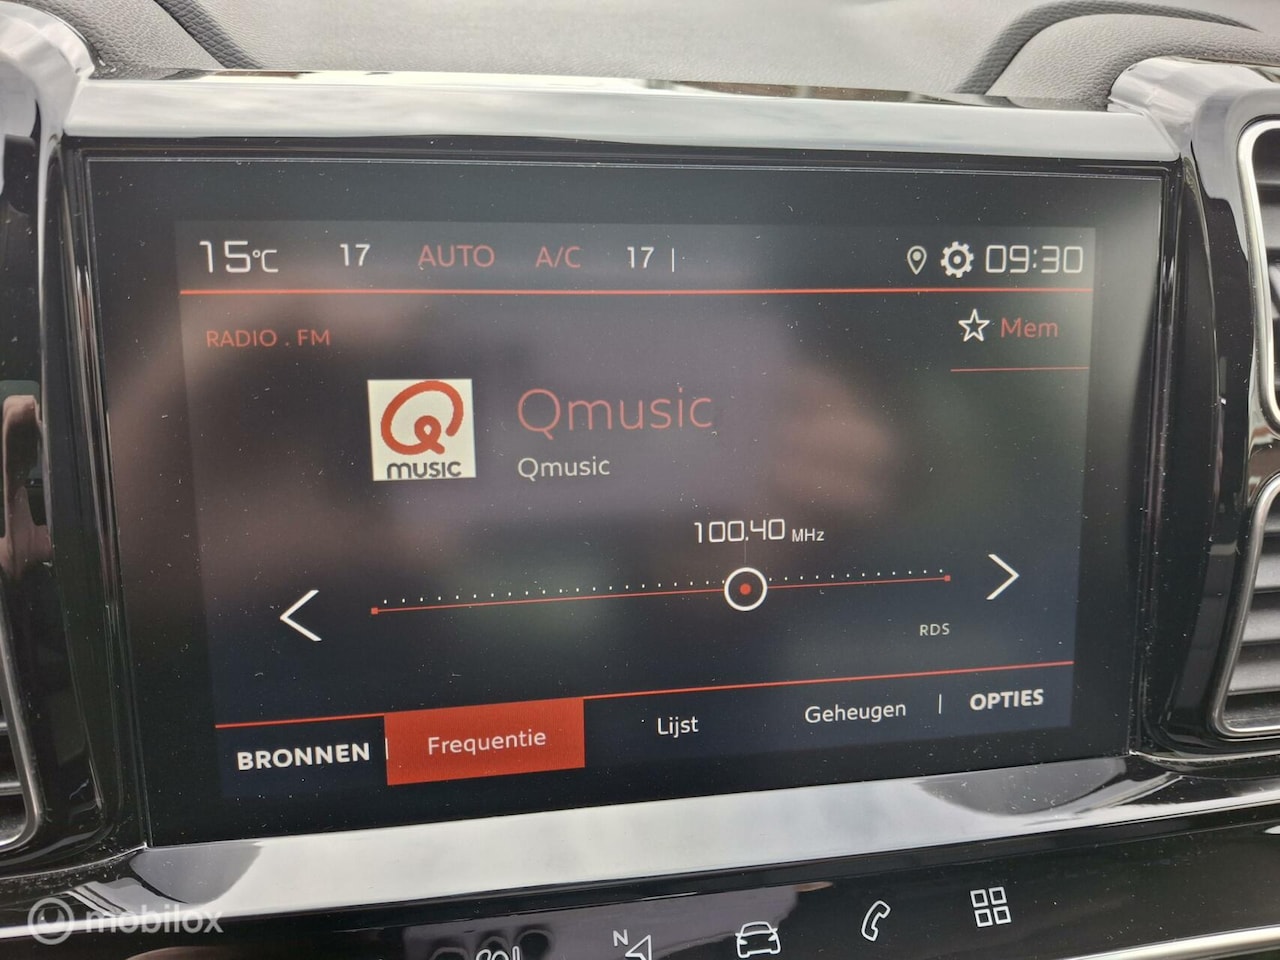 15°C 17 AUTO A/C 17 | 09:30
RADIO . FM
Mem
Qmusic
MUSIC
Qmusic
100.40 MHz
RDS
BRONNEN | Frequentie Lijst Geheugen | OPTIES
N
mobilox